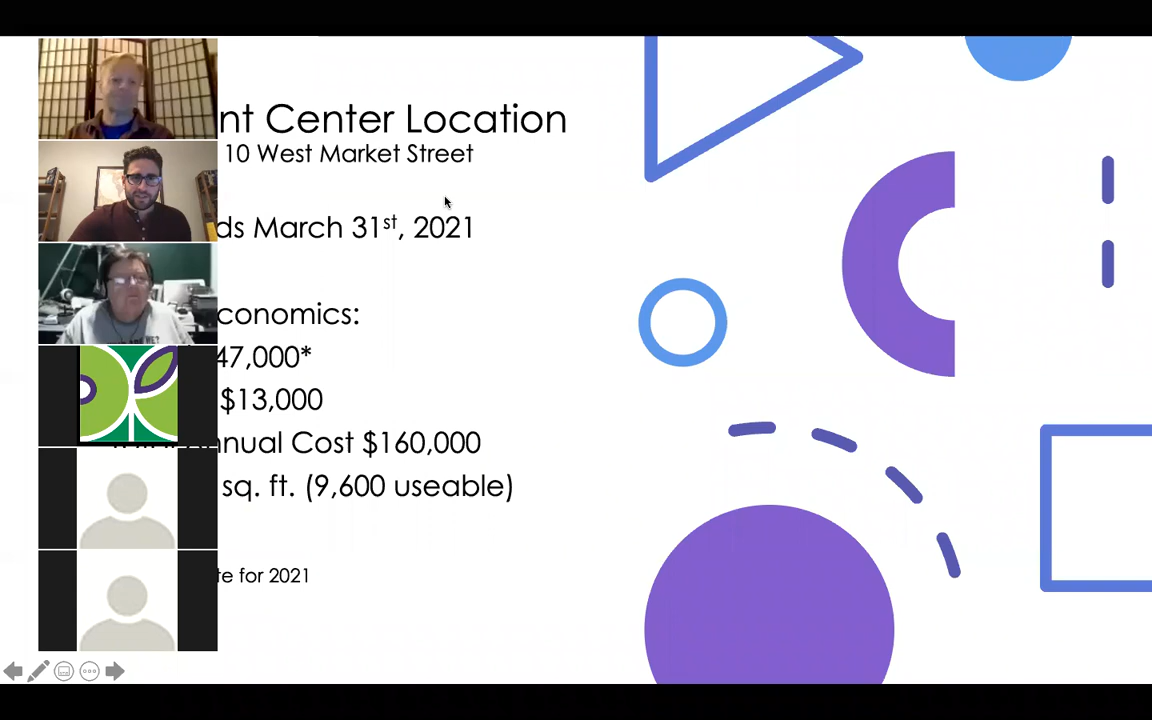 nt Center Location
10 West Market Street
ds March 31st, 2021
conomics:
47,000*
$13,000
nnual Cost $160,000
sq. ft. (9,600 useable)
te for 2021